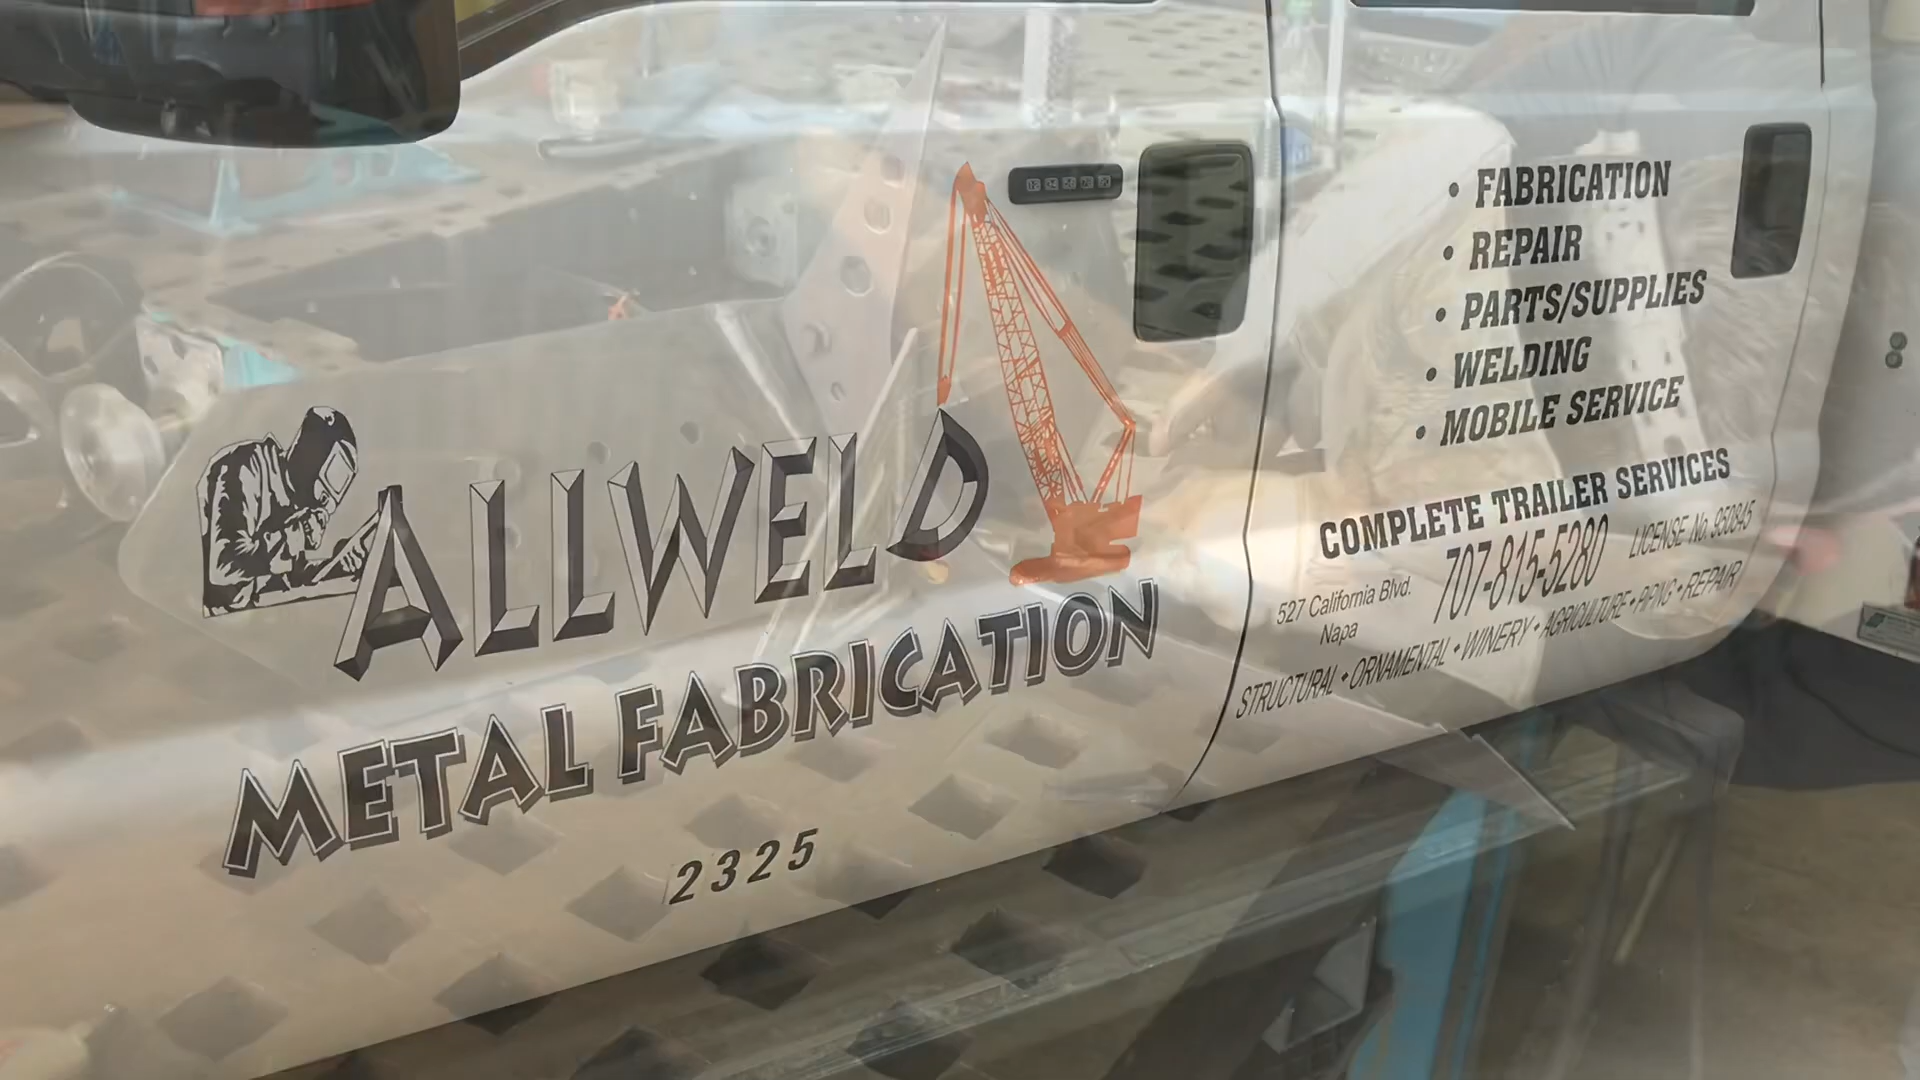 ALLWELD
METAL FABRICATION
2325
• FABRICATION
• REPAIR
• PARTS/SUPPLIES
• WELDING
• MOBILE SERVICE
COMPLETE TRAILER SERVICES
707-815-5280 LICENSE No. 950845
527 California Blvd.
Napa
STRUCTURAL • ORNAMENTAL • WINERY • AGRICULTURE • PIPING • REPAIR